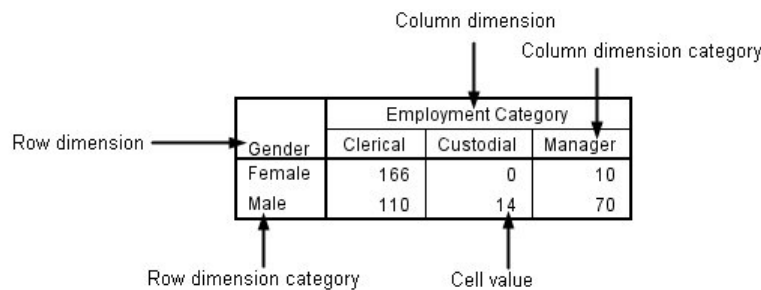 Column dimension
Column dimension category
Employment Category
Row dimension
Gender Clerical Custodial Manager
Female 166 0 10
Male 110 14 70
Row dimension category Cell value